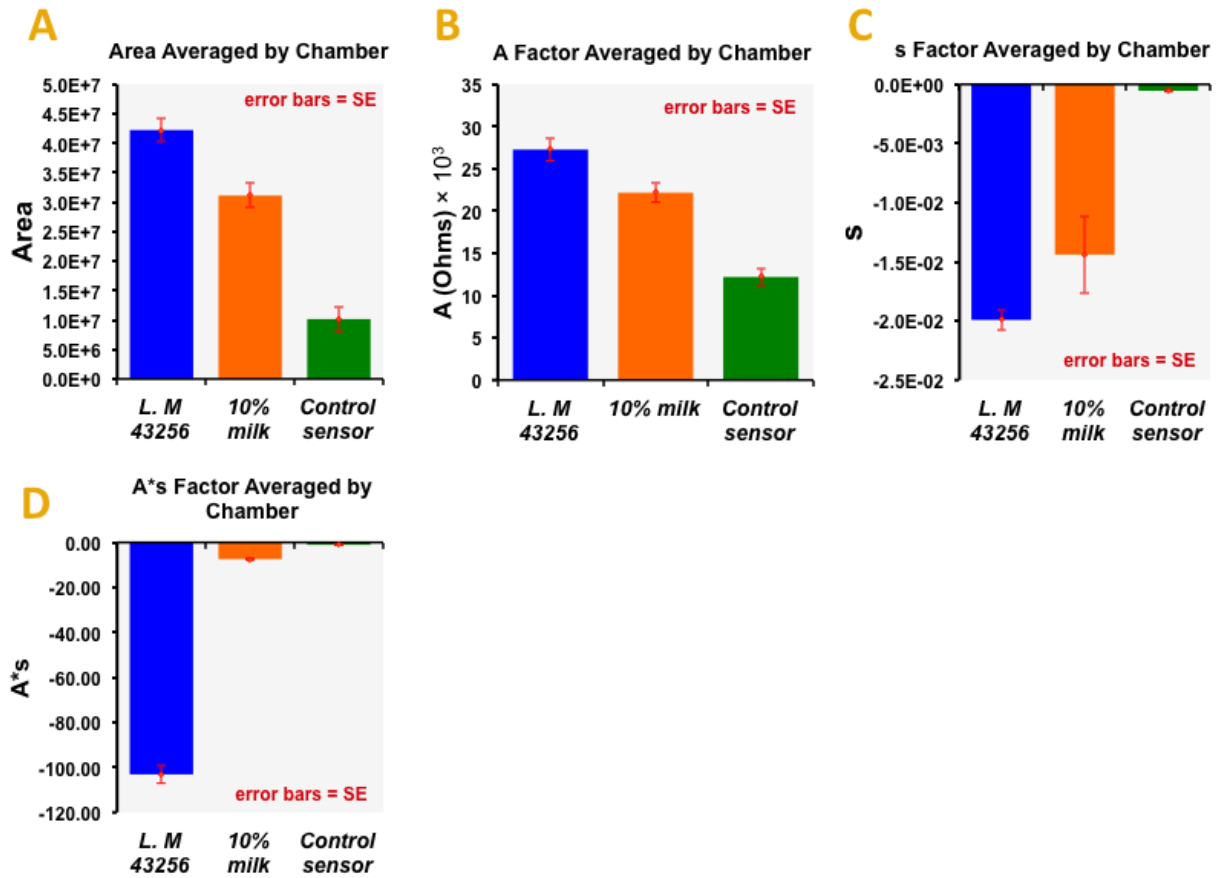 A
Area Averaged by Chamber
error bars = SE
Area
5.0E+7
4.5E+7
4.0E+7
3.5E+7
3.0E+7
2.5E+7
2.0E+7
1.5E+7
1.0E+7
5.0E+6
0.0E+0
L. M
43256
10%
milk
Control
sensor
B
A Factor Averaged by Chamber
error bars = SE
A (Ohms) × 10³
35
30
25
20
15
10
5
0
L. M
43256
10% milk
Control
sensor
C
s Factor Averaged by Chamber
s
0.0E+00
-5.0E-03
-1.0E-02
-1.5E-02
-2.0E-02
-2.5E-02
error bars = SE
L. M
43256
10%
milk
Control
sensor
D
A*s Factor Averaged by
Chamber
A*s
0.00
-20.00
-40.00
-60.00
-80.00
-100.00
-120.00
error bars = SE
L. M
43256
10%
milk
Control
sensor